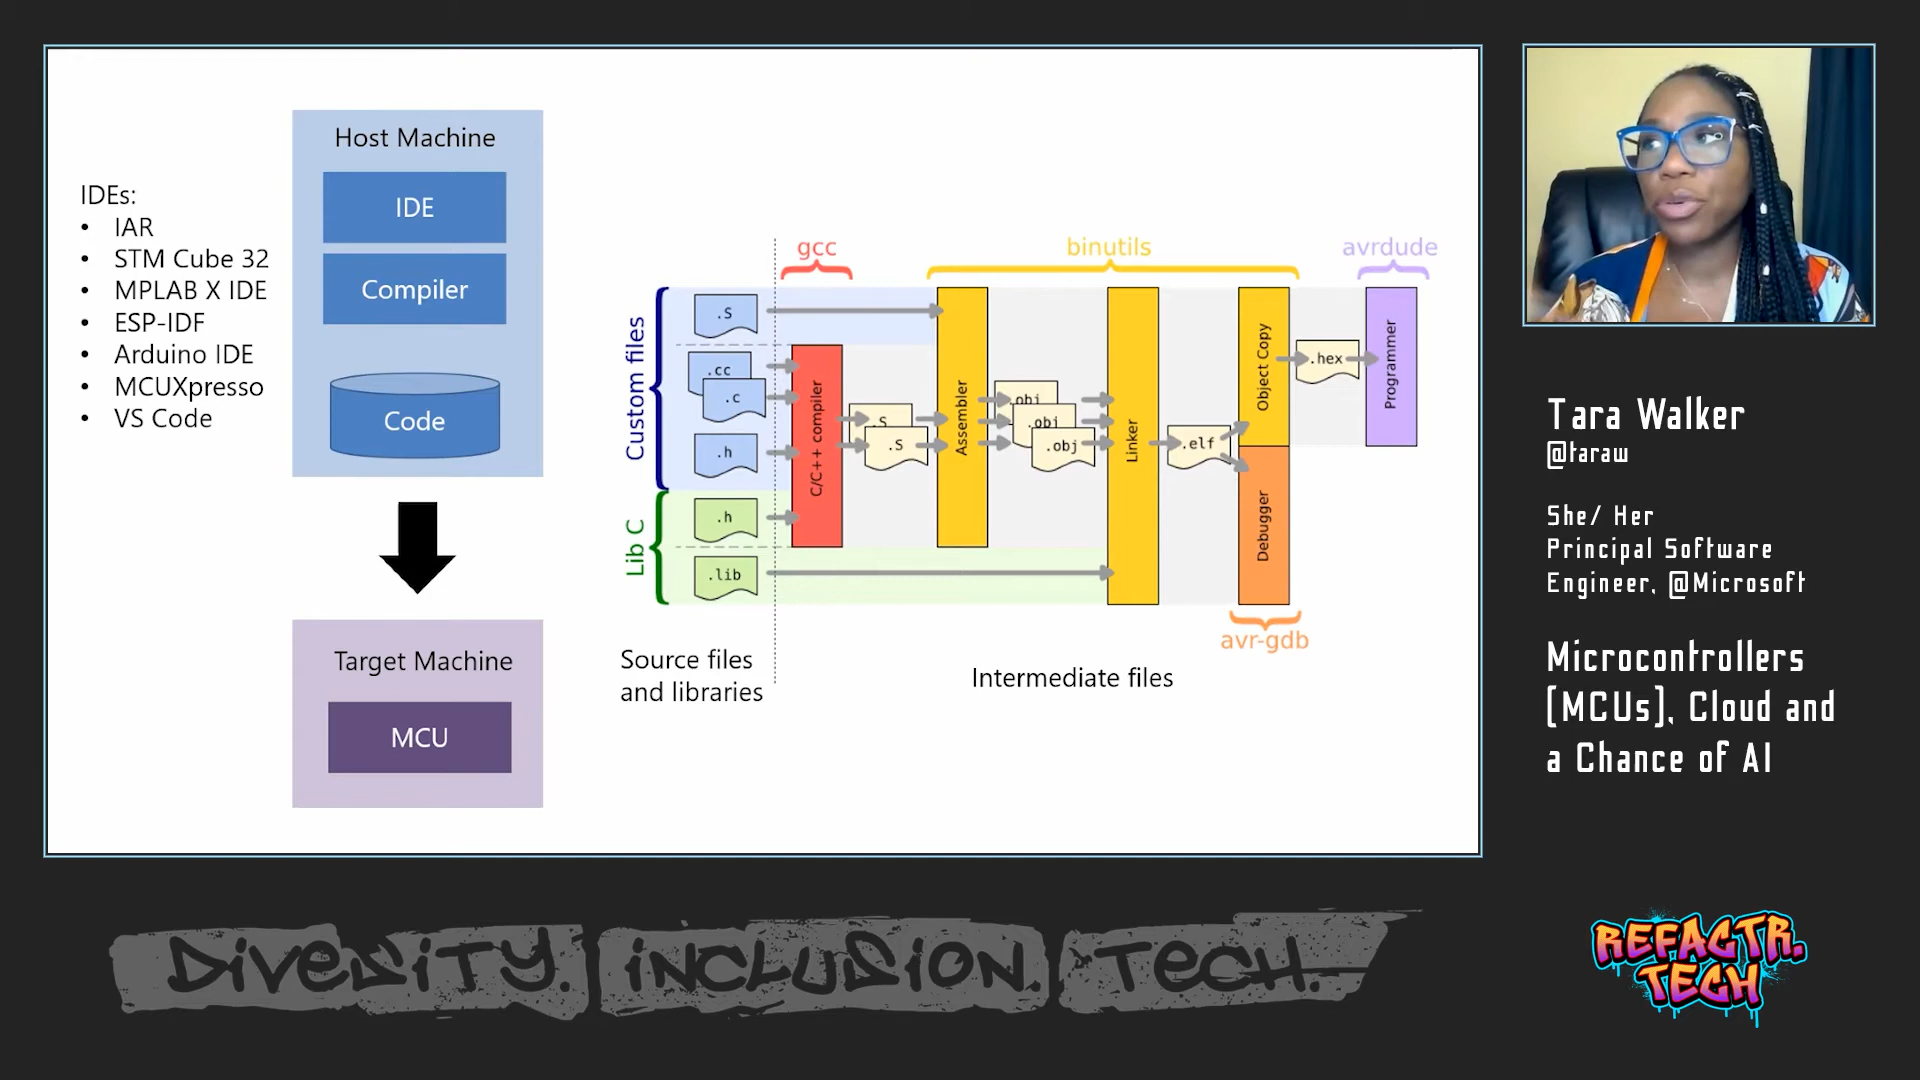 Host Machine
IDE
Compiler
Code
IDEs:
• IAR
• STM Cube 32
• MPLAB X IDE
• ESP-IDF
• Arduino IDE
• MCUXpresso
• VS Code
Target Machine
MCU
gcc
binutils
avrdude
Custom files
Lib C
.S
.cc
.c
.h
.h
.lib
C/C++ compiler
.S
.S
Assembler
.obj
.obj
.obj
Linker
.elf
Object Copy
Debugger
.hex
Programmer
avr-gdb
Source files
and libraries
Intermediate files
Tara Walker
@taraw
She/ Her
Principal Software
Engineer, @Microsoft
Microcontrollers
(MCUs), Cloud and
a Chance of AI
DIVERSITY. INCLUSION. TECH.
REFACTR.
TECH